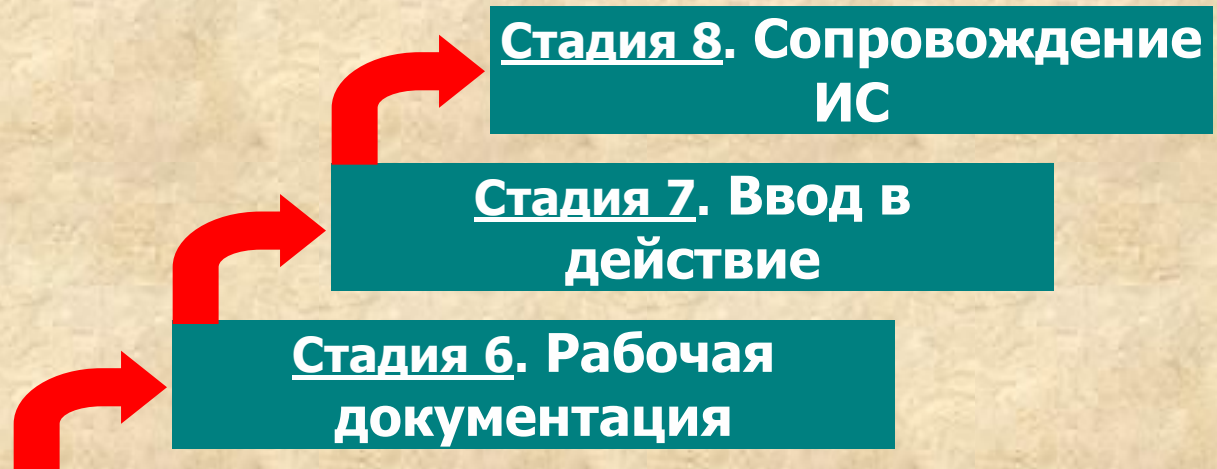 Стадия 8. Сопровождение
ИС
Стадия 7. Ввод в
действие
Стадия 6. Рабочая
документация